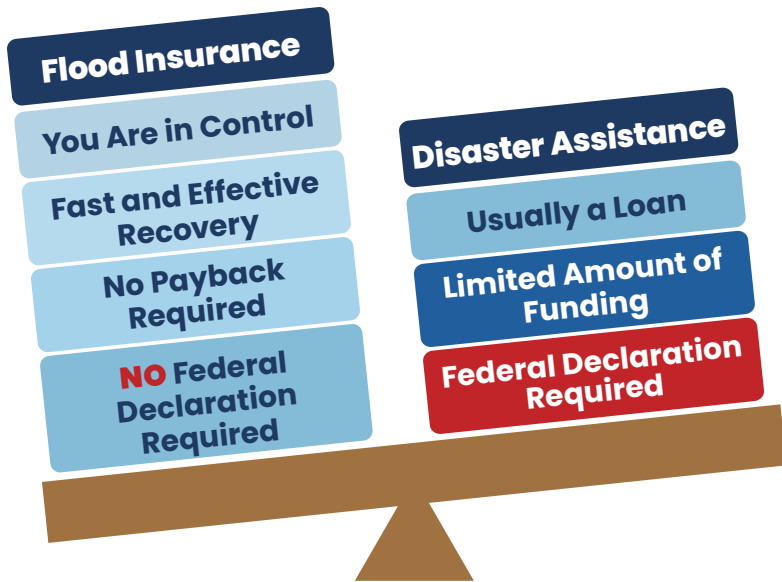 Flood Insurance
You Are in Control
Fast and Effective
Recovery
No Payback
Required
NO Federal
Declaration
Required
Disaster Assistance
Usually a Loan
Limited Amount of
Funding
Federal Declaration
Required